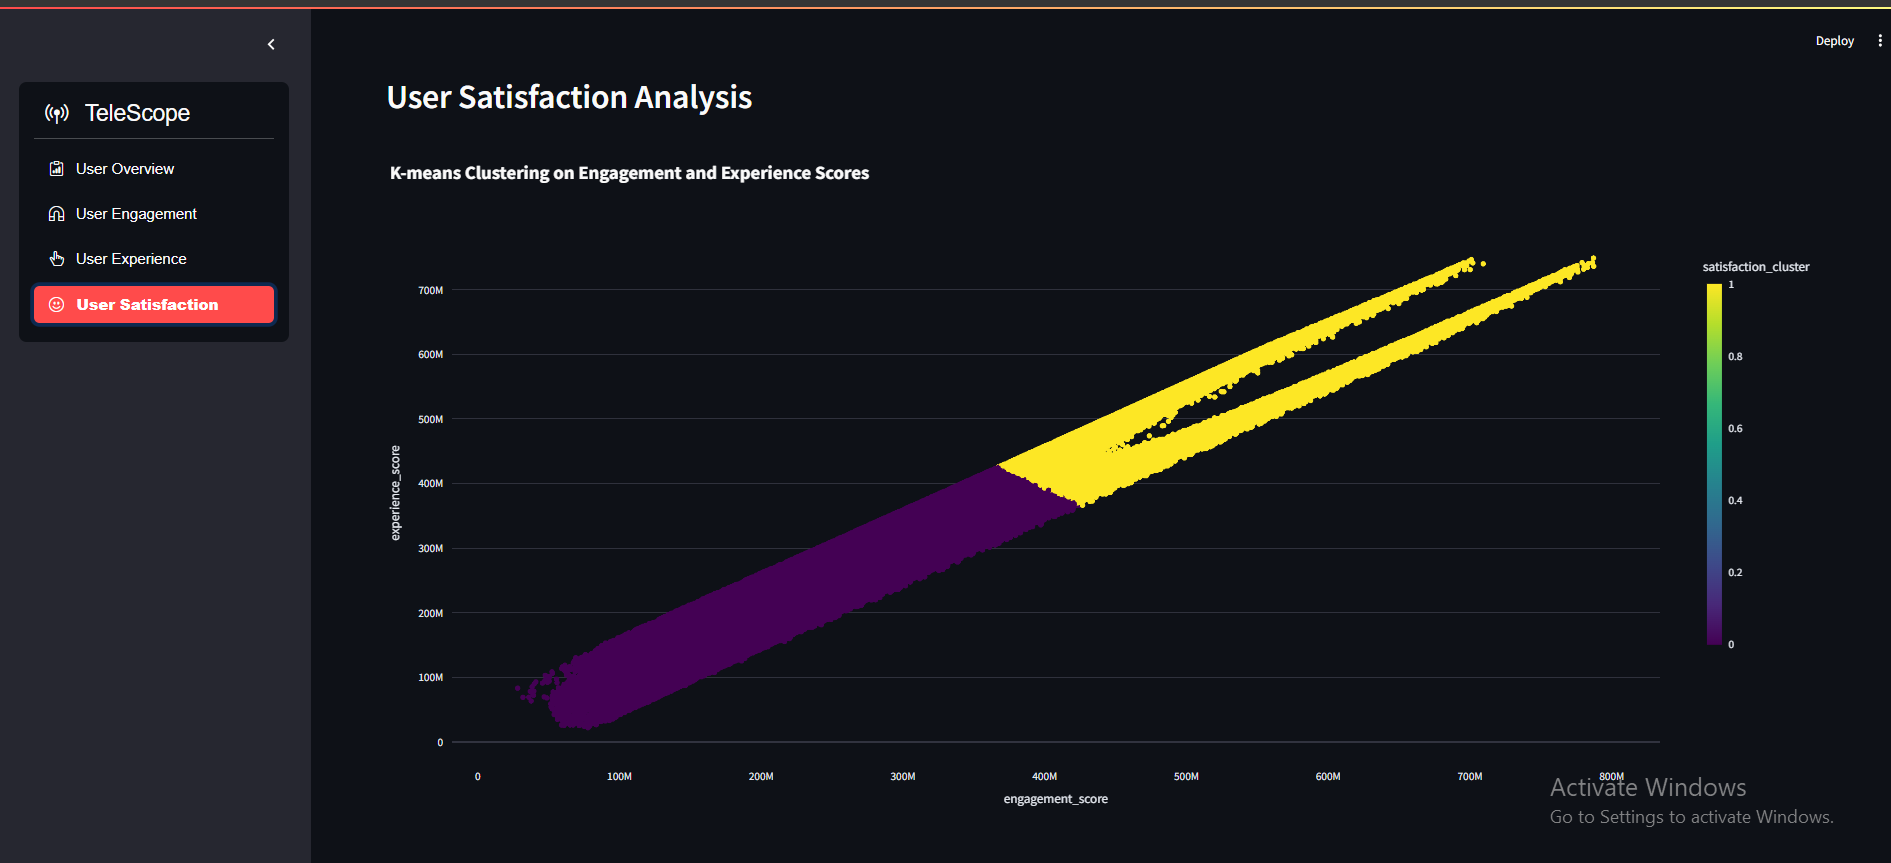 Deploy
TeleScope
User Overview
User Engagement
User Experience
User Satisfaction
User Satisfaction Analysis
K-means Clustering on Engagement and Experience Scores
satisfaction_cluster
1
0.8
0.6
0.4
0.2
0
experience_score
700M
600M
500M
400M
300M
200M
100M
0
0 100M 200M 300M 400M 500M 600M 700M 800M
engagement_score
Activate Windows
Go to Settings to activate Windows.